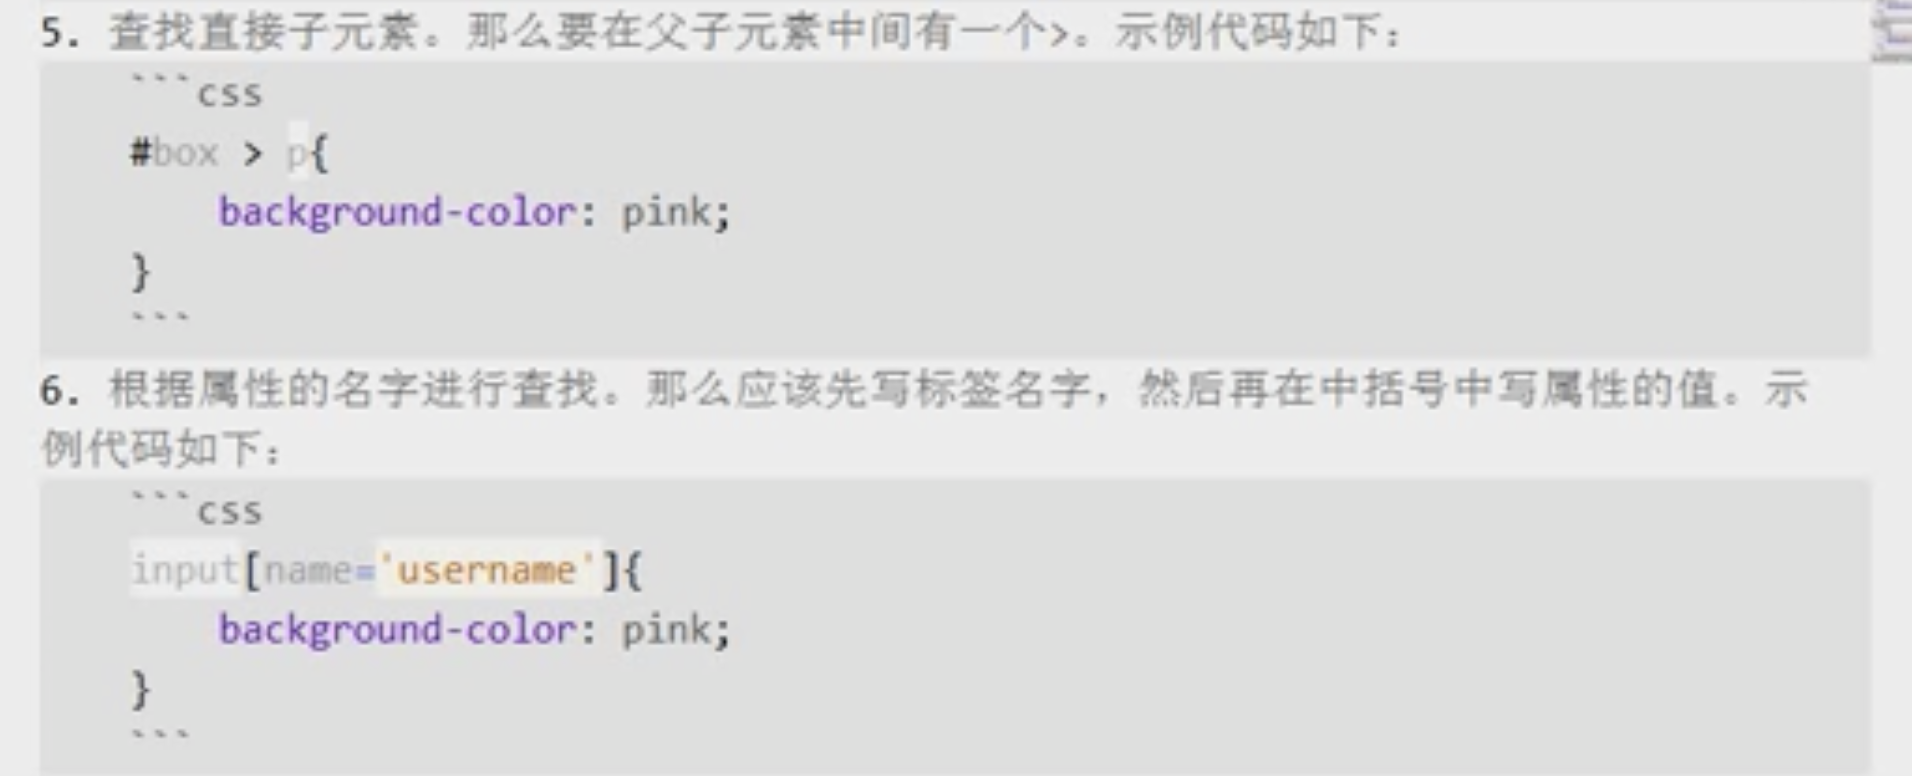 5. 查找直接子元素。那么要在父子元素中间有一个>。示例代码如下：
```css
#box > p{
background-color: pink;
}
```
6. 根据属性的名字进行查找。那么应该先写标签名字，然后再在中括号中写属性的值。示
例代码如下：
```css
input[name='username']{
background-color: pink;
}
```